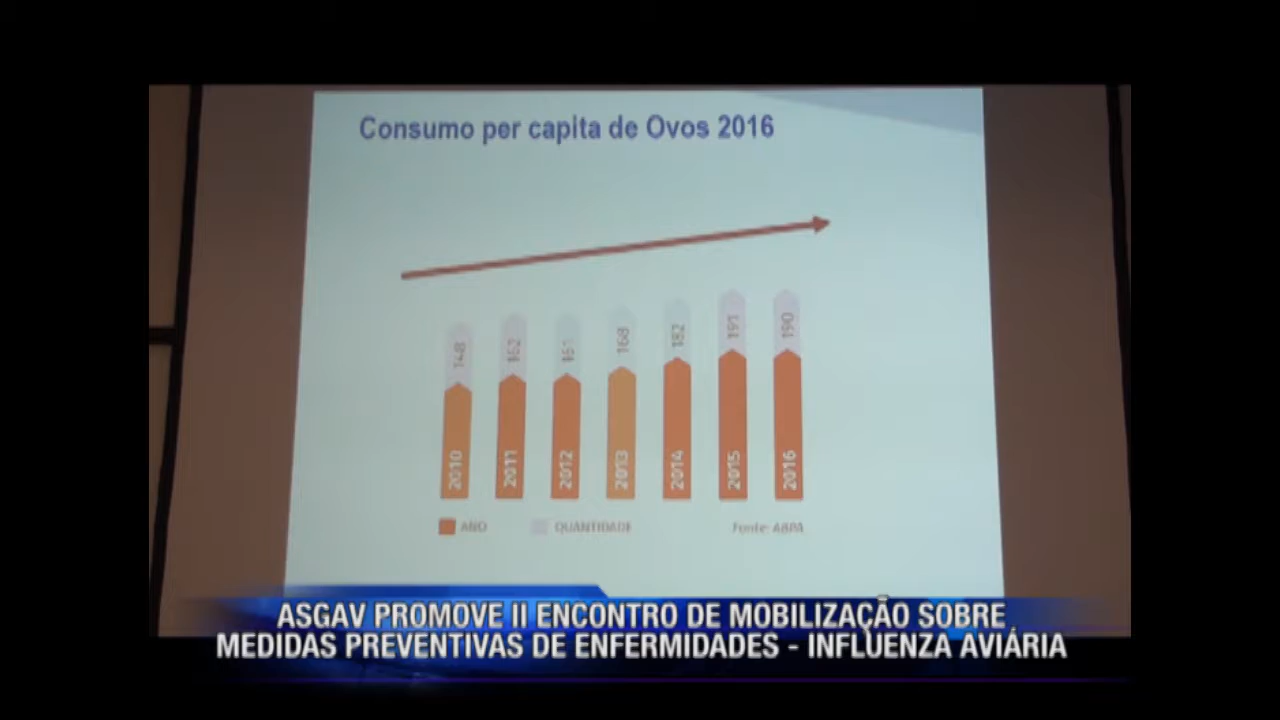 Consumo per capita de Ovos 2016
148 162 161 168 182 191 190
2010 2011 2012 2013 2014 2015 2016
ANO QUANTIDADE Fonte: ABPA
ASGAV PROMOVE II ENCONTRO DE MOBILIZAÇÃO SOBRE
MEDIDAS PREVENTIVAS DE ENFERMIDADES - INFLUENZA AVIÁRIA